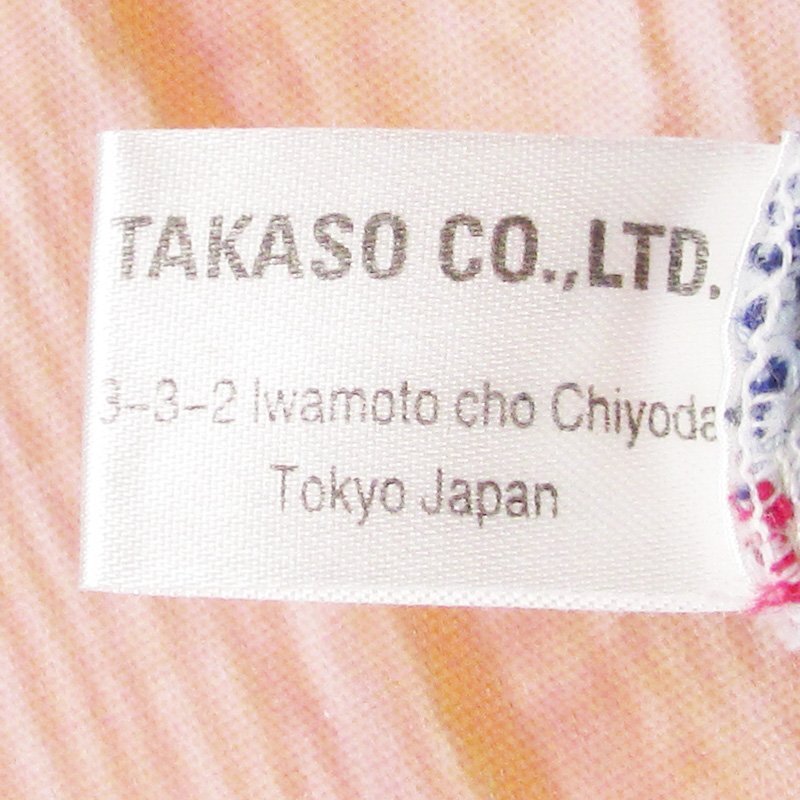 TAKASO CO.,LTD.
3-3-2 Iwamoto cho Chiyoda
Tokyo Japan